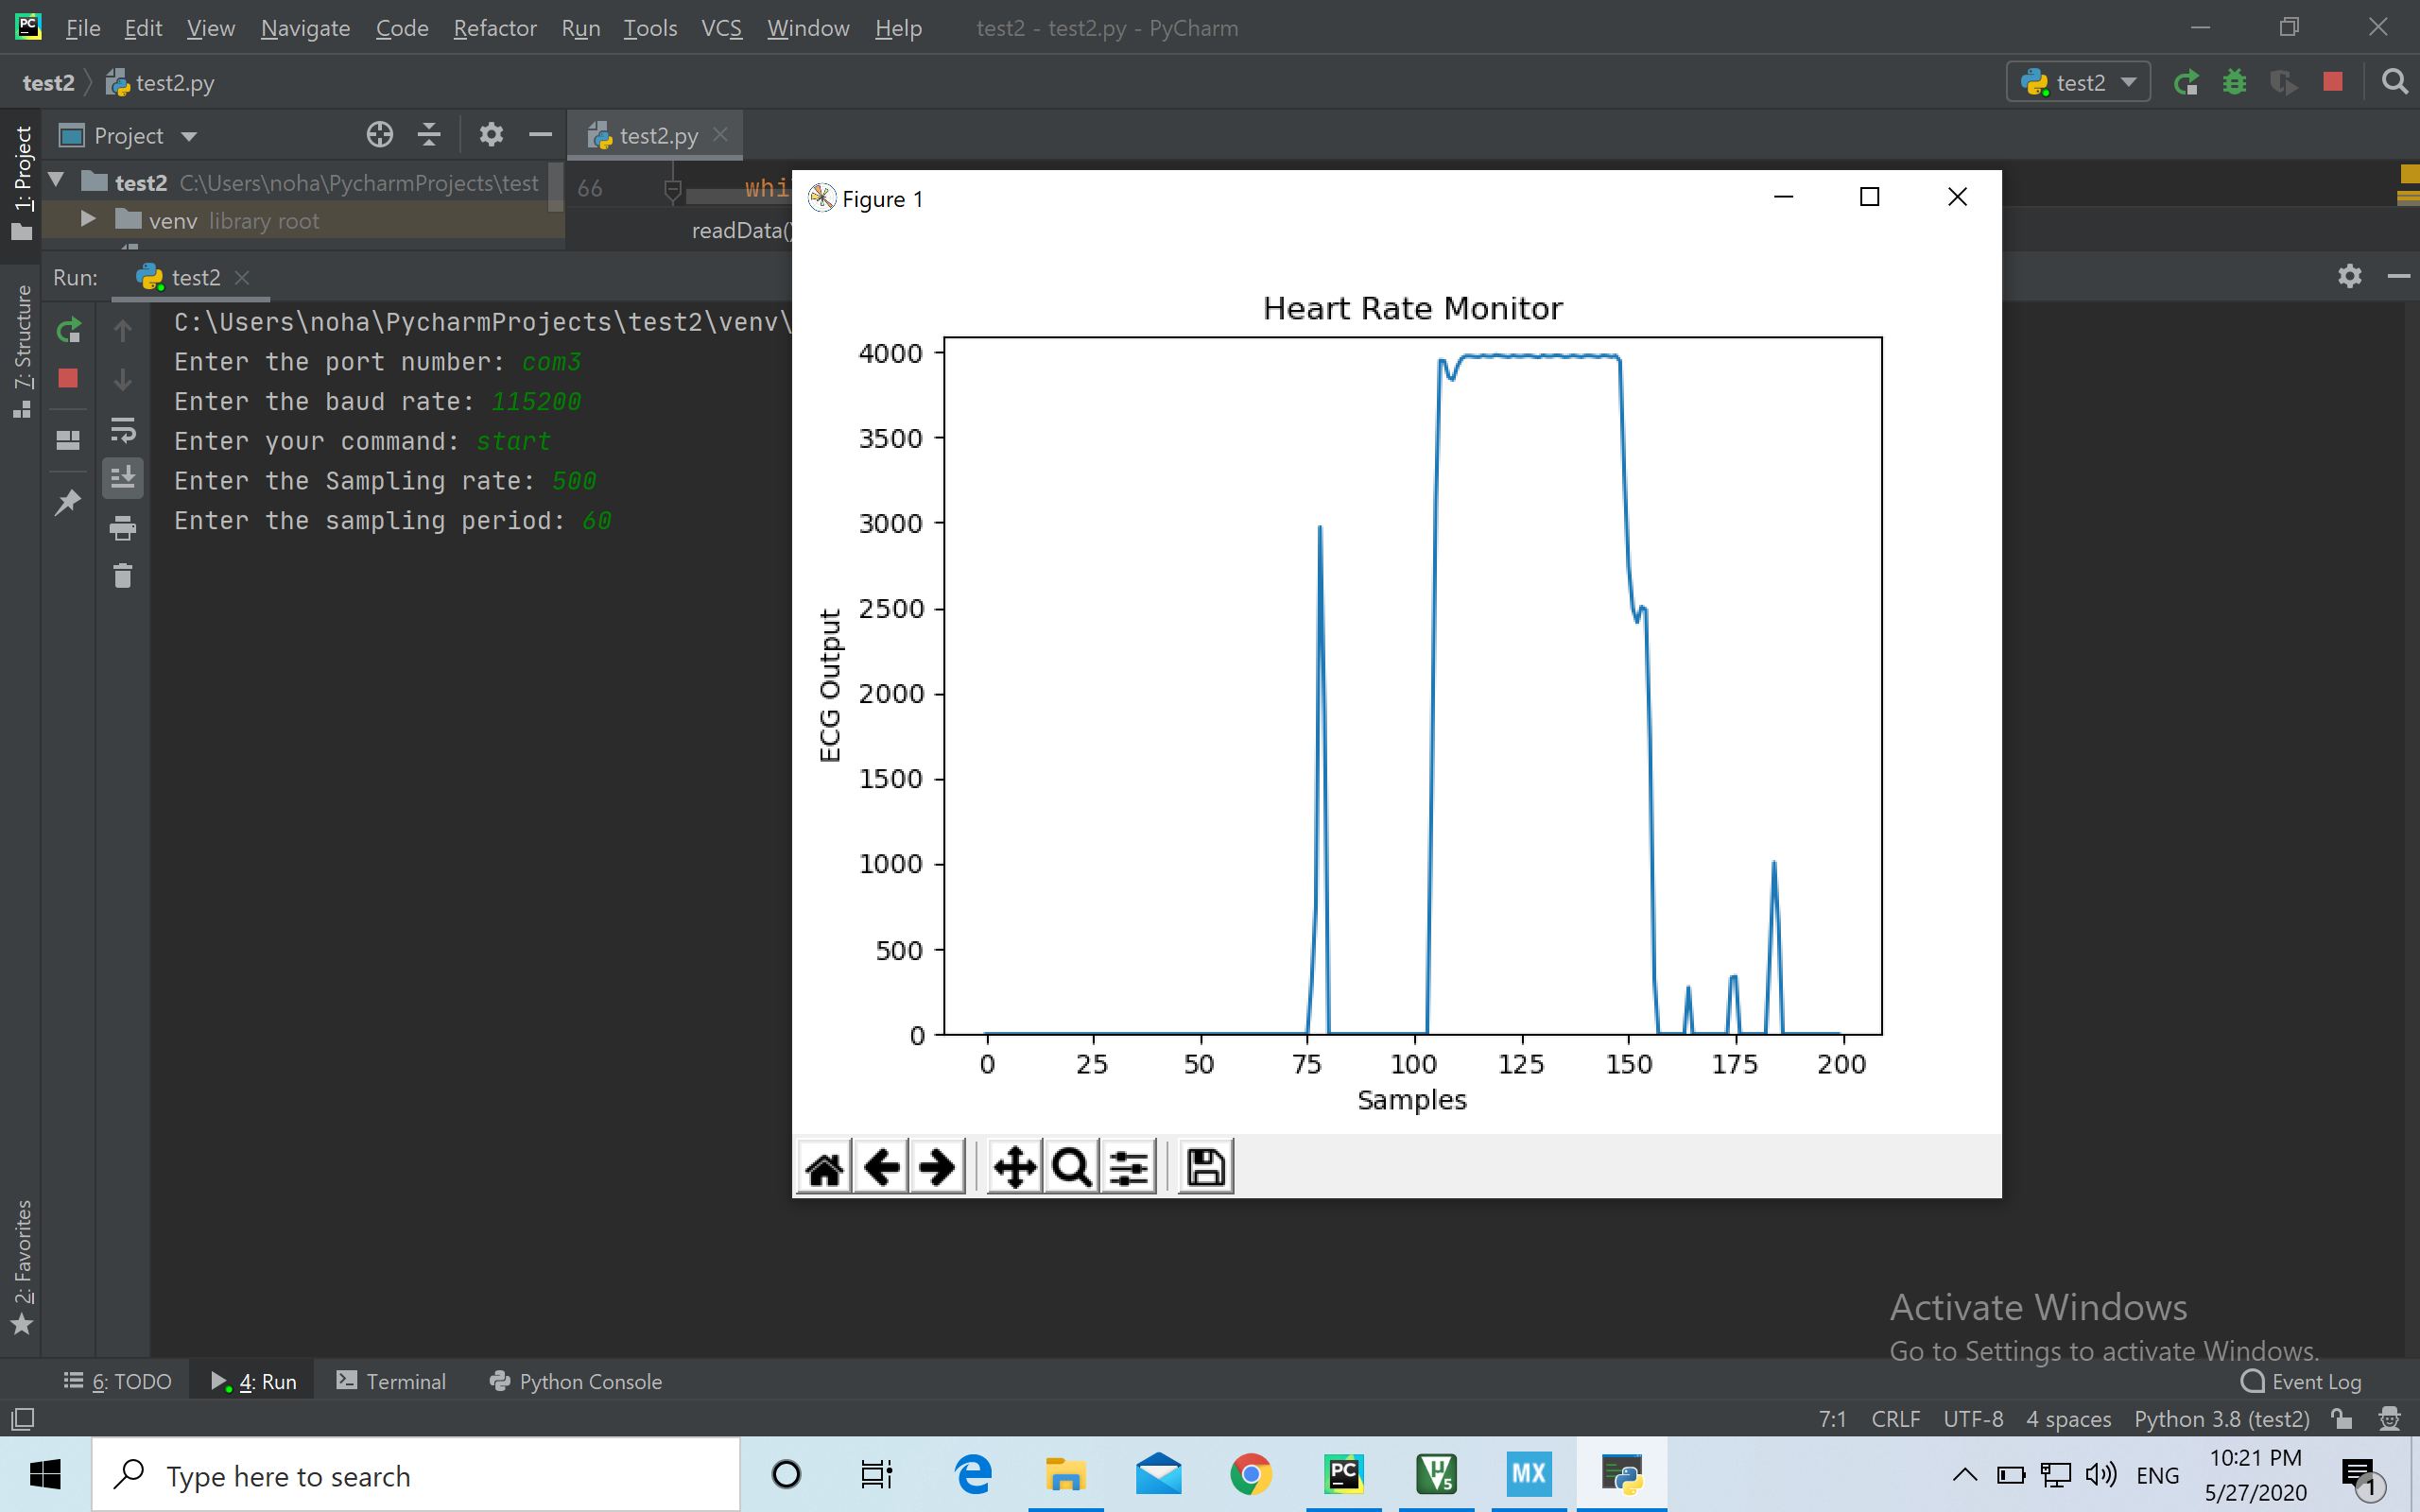 File Edit View Navigate Code Refactor Run Tools VCS Window Help test2 - test2.py - PyCharm
test2 test2.py
test2
Project
test2.py
1: Project
test2 C:\Users\noha\PycharmProjects\test
venv library root
66
whi
readData()
Run: test2
7: Structure
C:\Users\noha\PycharmProjects\test2\venv\
Enter the port number: com3
Enter the baud rate: 115200
Enter your command: start
Enter the Sampling rate: 500
Enter the sampling period: 60
Figure 1
Heart Rate Monitor
4000
3500
3000
2500
2000
1500
1000
500
0
ECG Output
0 25 50 75 100 125 150 175 200
Samples
2: Favorites
Activate Windows
Go to Settings to activate Windows.
6: TODO 4: Run Terminal Python Console
Event Log
7:1 CRLF UTF-8 4 spaces Python 3.8 (test2)
Type here to search
PC
µ5
MX
ENG
10:21 PM
5/27/2020
1